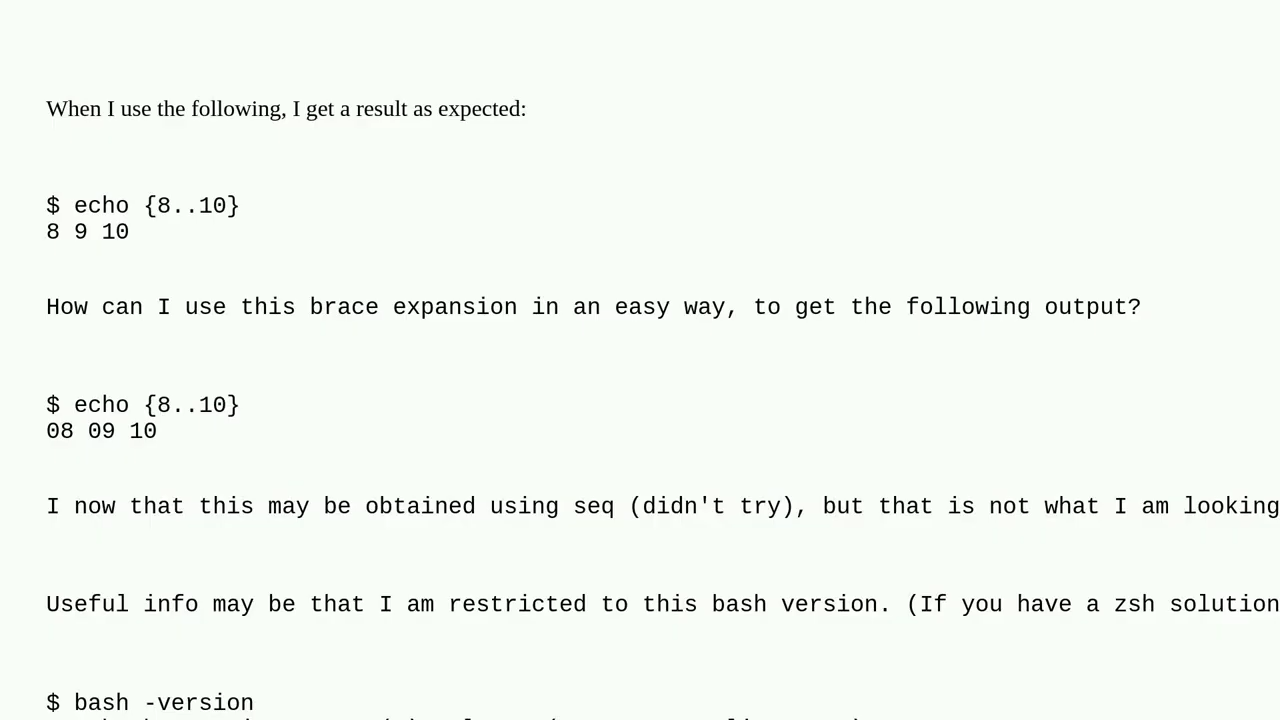 When I use the following, I get a result as expected:
$ echo {8..10}
8 9 10
How can I use this brace expansion in an easy way, to get the following output?
$ echo {8..10}
08 09 10
I now that this may be obtained using seq (didn't try), but that is not what I am looking
Useful info may be that I am restricted to this bash version. (If you have a zsh solution
$ bash -version